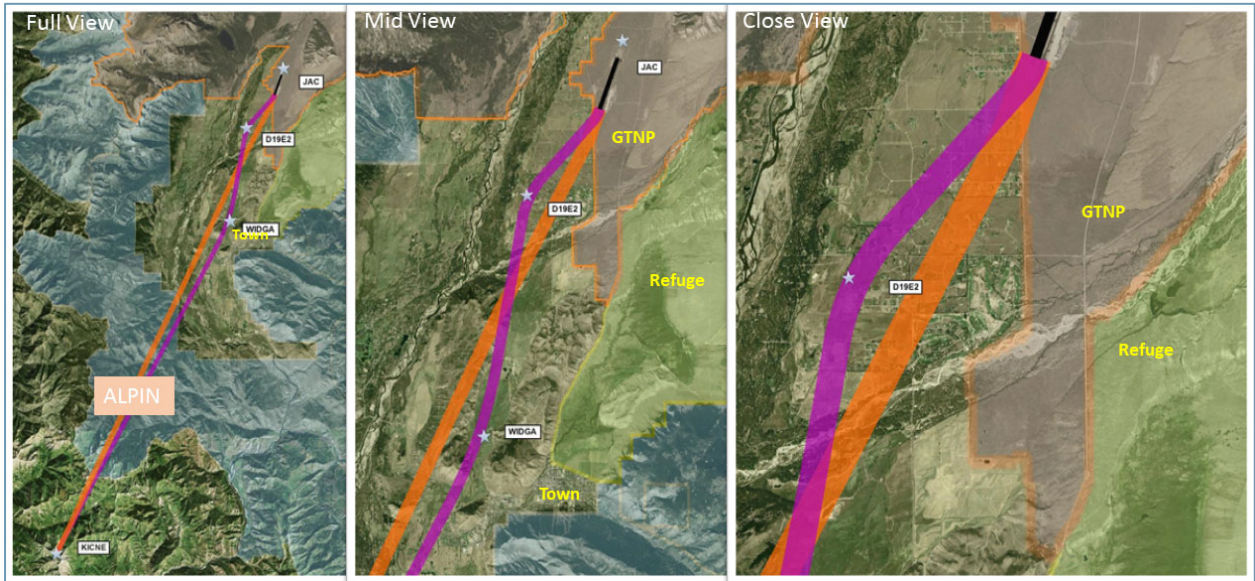 Full View
JAC
D19E2
WIDGA
Town
ALPIN
KICNE
Mid View
JAC
GTNP
D19E2
Refuge
WIDGA
Town
Close View
GTNP
D19E2
Refuge